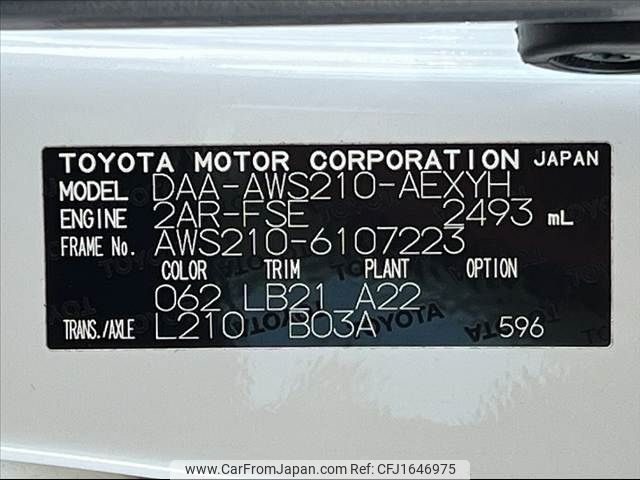 TOYOTA MOTOR CORPORATION JAPAN
MODEL DAA-AWS210-AEXYH
ENGINE 2AR-FSE 2493 mL
FRAME No. AWS210-6107223
COLOR TRIM PLANT OPTION
062 LB21 A22
TRANS./AXLE L210 B03A 596
www.CarFromJapan.com - CFJ1646975